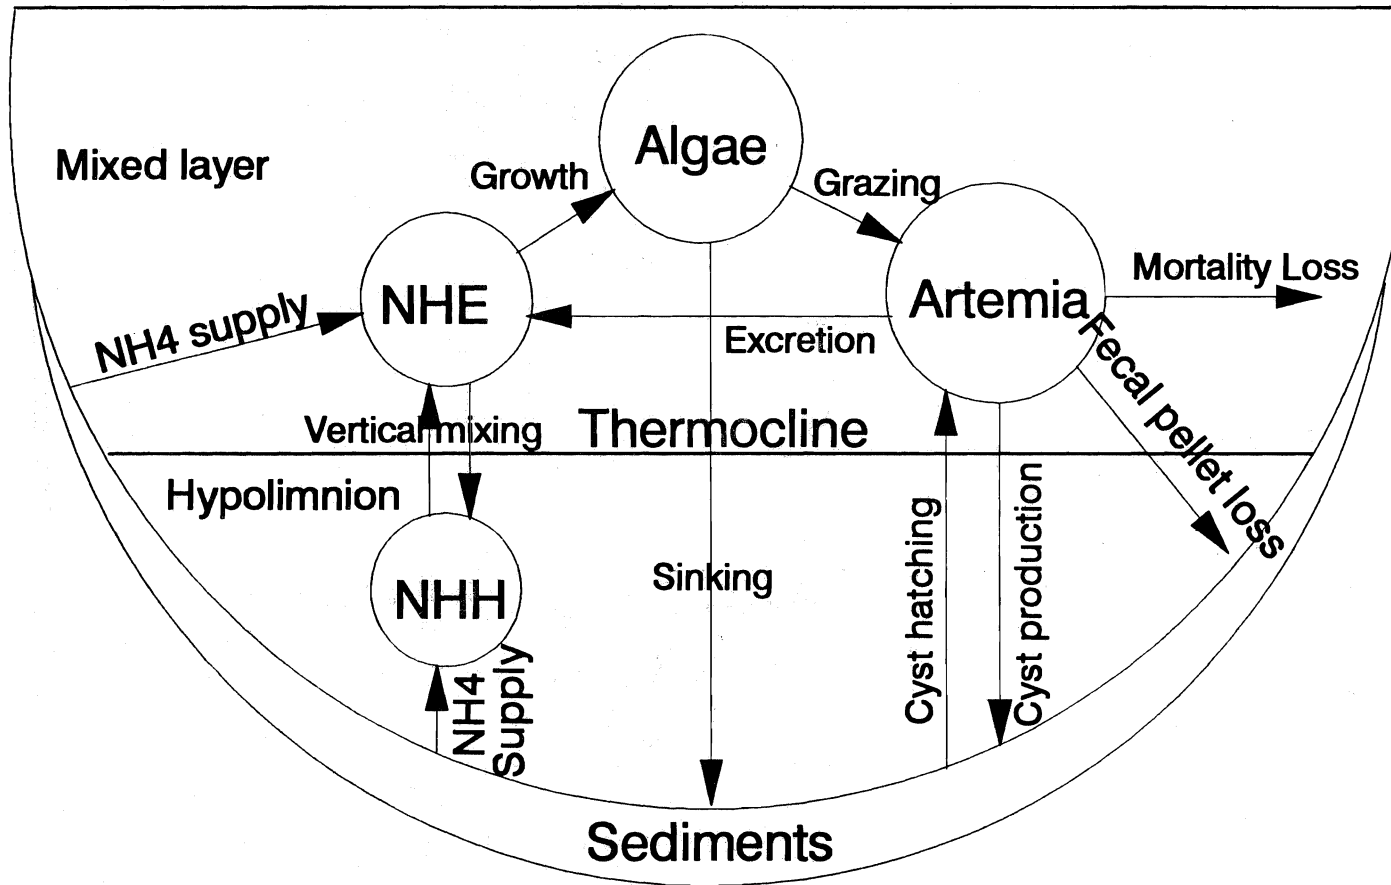 Algae
Mixed layer
Growth
Grazing
Mortality Loss
NHE
Artemia
NH4 supply
Excretion
Fecal pellet loss
Vertical mixing
Thermocline
Hypolimnion
NHH
Sinking
Cyst hatching
Cyst production
NH4
Supply
Sediments